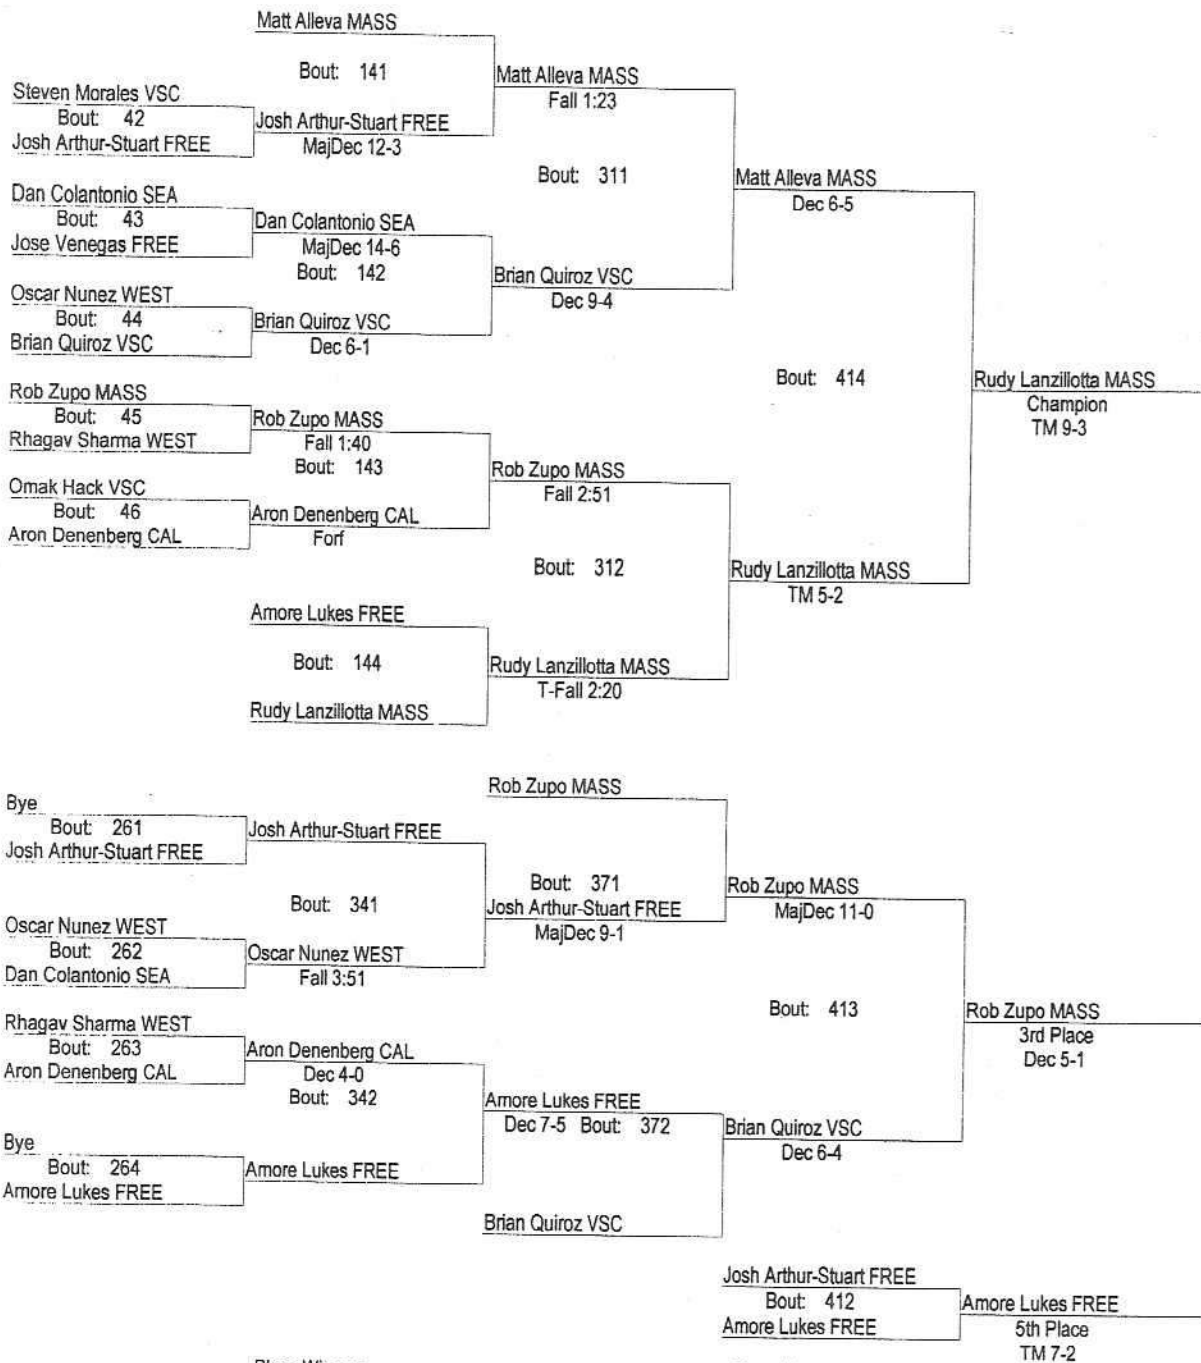 Matt Alleva MASS
Bout: 141
Matt Alleva MASS
Fall 1:23
Steven Morales VSC
Bout: 42
Josh Arthur-Stuart FREE
Josh Arthur-Stuart FREE
MajDec 12-3
Bout: 311
Matt Alleva MASS
Dec 6-5
Dan Colantonio SEA
Bout: 43
Jose Venegas FREE
Dan Colantonio SEA
MajDec 14-6
Bout: 142
Brian Quiroz VSC
Dec 9-4
Oscar Nunez WEST
Bout: 44
Brian Quiroz VSC
Brian Quiroz VSC
Dec 6-1
Bout: 414
Rudy Lanzillotta MASS
Champion
TM 9-3
Rob Zupo MASS
Bout: 45
Rhagav Sharma WEST
Rob Zupo MASS
Fall 1:40
Bout: 143
Rob Zupo MASS
Fall 2:51
Omak Hack VSC
Bout: 46
Aron Denenberg CAL
Aron Denenberg CAL
Forf
Bout: 312
Rudy Lanzillotta MASS
TM 5-2
Amore Lukes FREE
Bout: 144
Rudy Lanzillotta MASS
T-Fall 2:20
Rudy Lanzillotta MASS
Rob Zupo MASS
Bye
Bout: 261
Josh Arthur-Stuart FREE
Josh Arthur-Stuart FREE
Bout: 341
Bout: 371
Josh Arthur-Stuart FREE
MajDec 9-1
Rob Zupo MASS
MajDec 11-0
Oscar Nunez WEST
Bout: 262
Dan Colantonio SEA
Oscar Nunez WEST
Fall 3:51
Bout: 413
Rob Zupo MASS
3rd Place
Dec 5-1
Rhagav Sharma WEST
Bout: 263
Aron Denenberg CAL
Aron Denenberg CAL
Dec 4-0
Bout: 342
Amore Lukes FREE
Dec 7-5 Bout: 372
Brian Quiroz VSC
Dec 6-4
Bye
Bout: 264
Amore Lukes FREE
Amore Lukes FREE
Brian Quiroz VSC
Josh Arthur-Stuart FREE
Bout: 412
Amore Lukes FREE
Amore Lukes FREE
5th Place
TM 7-2